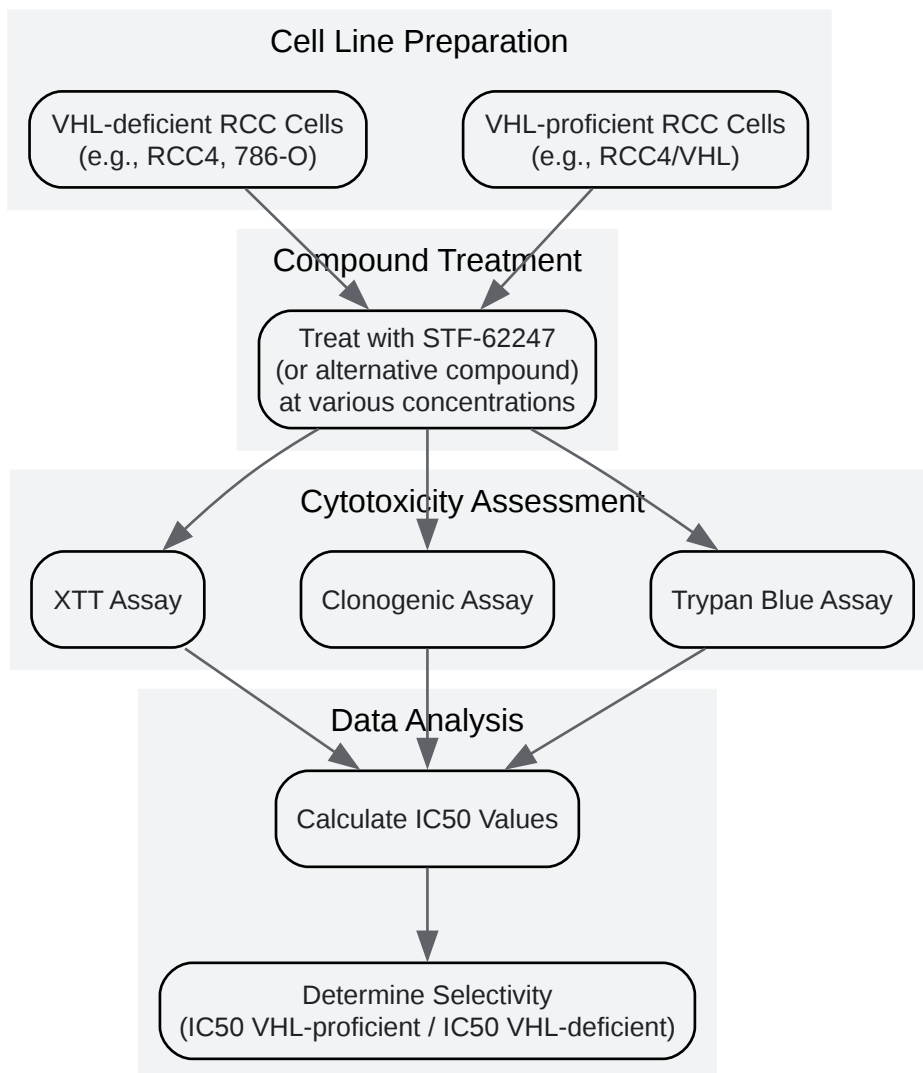 Cell Line Preparation
VHL-deficient RCC Cells
(e.g., RCC4, 786-O)
VHL-proficient RCC Cells
(e.g., RCC4/VHL)
Compound Treatment
Treat with STF-62247
(or alternative compound)
at various concentrations
Cytotoxicity Assessment
XTT Assay
Clonogenic Assay
Trypan Blue Assay
Data Analysis
Calculate IC50 Values
Determine Selectivity
(IC50 VHL-proficient / IC50 VHL-deficient)